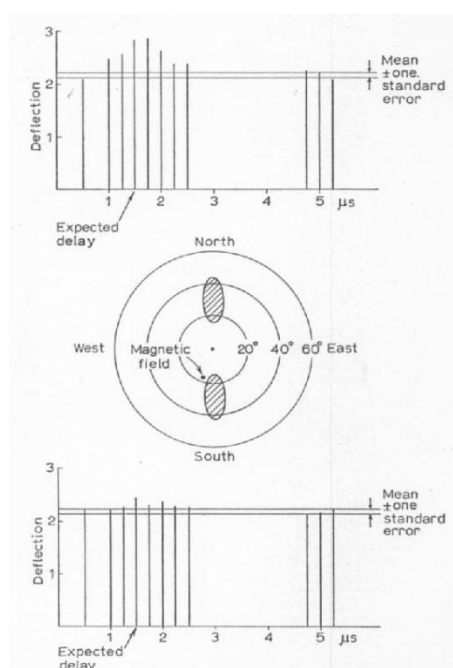 3
2
1
Deflection
Mean
±one.
standard
error
1 2 3 4 5 μs
Expected
delay
North
West
Magnetic
field
20° 40° 60° East
South
3
2
1
Deflection
Mean
±one
standard
error
1 2 3 4 5 μs
Expected
delay